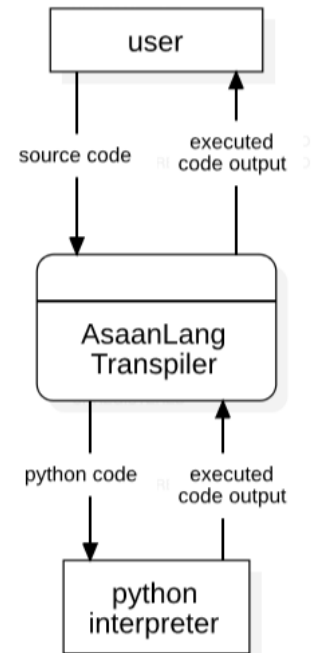 user
source code
executed
code output
AsaanLang
Transpiler
python code
executed
code output
python
interpreter